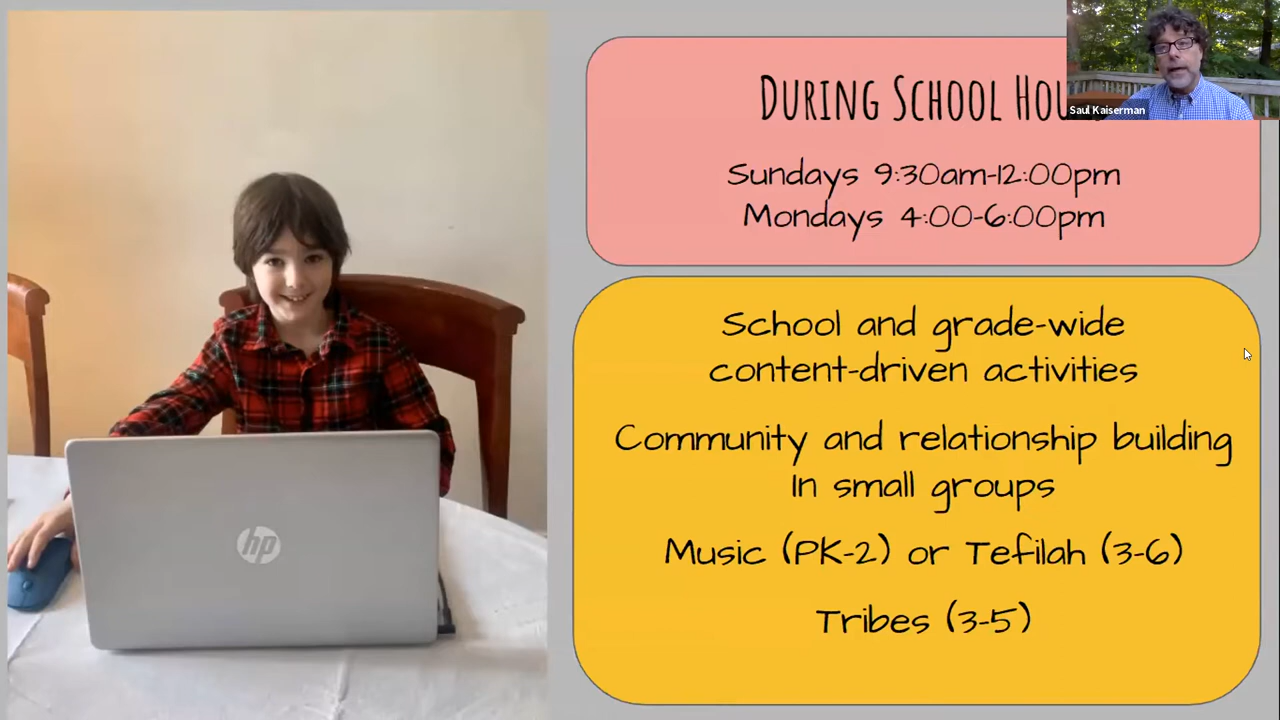 DURING SCHOOL
Saul Kaiserman
Sundays 9:30am-12:00pm
Mondays 4:00-6:00pm
School and grade-wide
content-driven activities
Community and relationship building
In small groups
Music (PK-2) or Tefilah (3-6)
Tribes (3-5)
hp